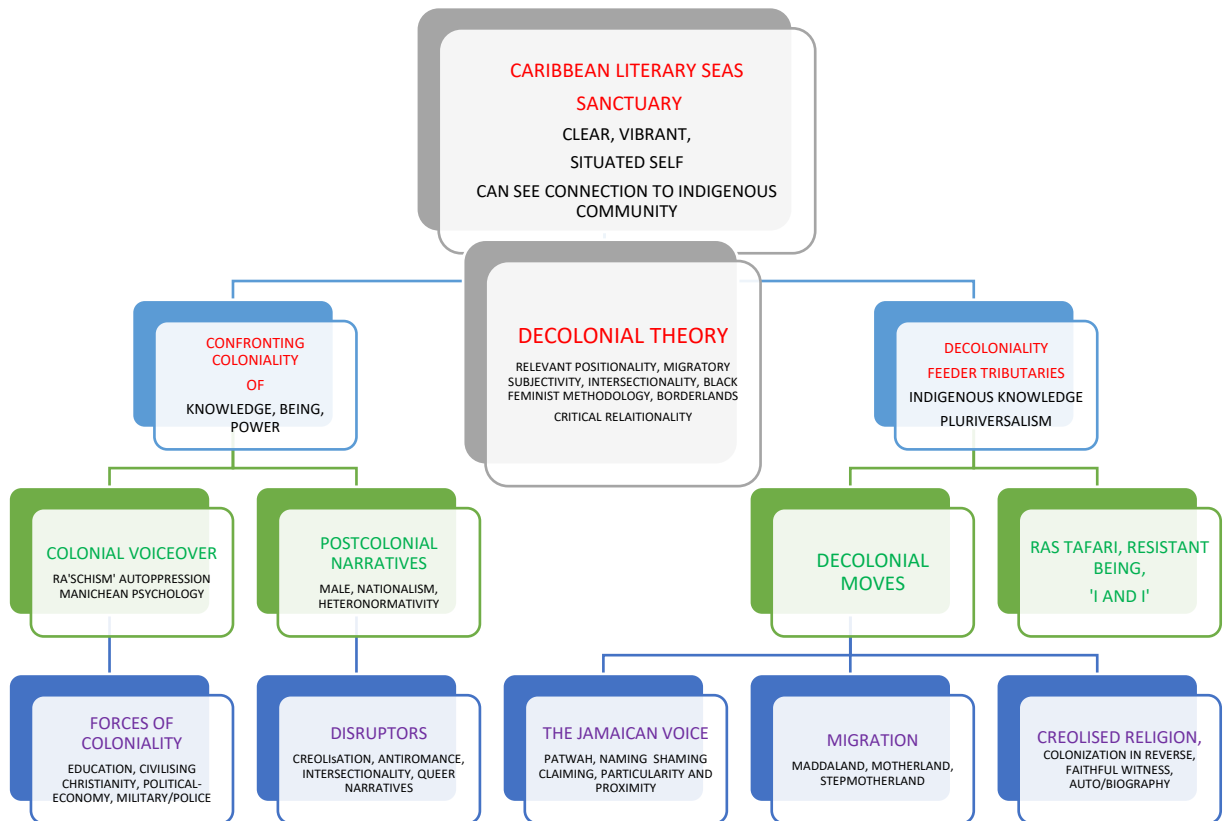 CARIBBEAN LITERARY SEAS
SANCTUARY
CLEAR, VIBRANT,
SITUATED SELF
CAN SEE CONNECTION TO INDIGENOUS
COMMUNITY
DECOLONIAL THEORY
RELEVANT POSITIONALITY, MIGRATORY
SUBJECTIVITY, INTERSECTIONALITY, BLACK
FEMINIST METHODOLOGY, BORDERLANDS
CRITICAL RELAITIONALITY
CONFRONTING
COLONIALITY
OF
KNOWLEDGE, BEING,
POWER
DECOLONIALITY
FEEDER TRIBUTARIES
INDIGENOUS KNOWLEDGE
PLURIVERSALISM
COLONIAL VOICEOVER
RA'SCHISM' AUTOPPRESSION
MANICHEAN PSYCHOLOGY
POSTCOLONIAL
NARRATIVES
MALE, NATIONALISM,
HETERONORMATIVITY
DECOLONIAL
MOVES
RAS TAFARI, RESISTANT
BEING,
'I AND I'
FORCES OF
COLONIALITY
EDUCATION, CIVILISING
CHRISTIANITY, POLITICAL-
ECONOMY, MILITARY/POLICE
DISRUPTORS
CREOLIsATION, ANTIROMANCE,
INTERSECTIONALITY, QUEER
NARRATIVES
THE JAMAICAN VOICE
PATWAH, NAMING SHAMING
CLAIMING, PARTICULARITY AND
PROXIMITY
MIGRATION
MADDALAND, MOTHERLAND,
STEPMOTHERLAND
CREOLISED RELIGION,
COLONIZATION IN REVERSE,
FAITHFUL WITNESS,
AUTO/BIOGRAPHY